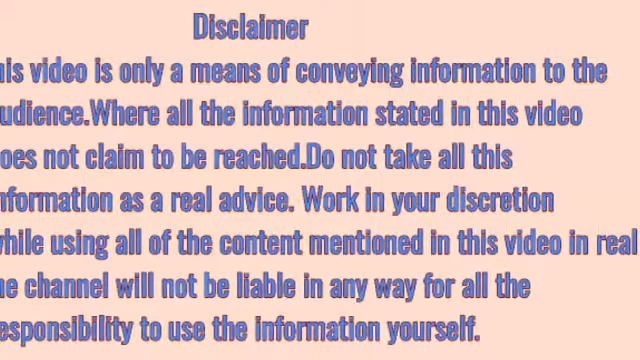 Disclaimer
his video is only a means of conveying information to the
udience.Where all the information stated in this video
oes not claim to be reached.Do not take all this
nformation as a real advice. Work in your discretion
while using all of the content mentioned in this video in real
he channel will not be liable in any way for all the
esponsibility to use the information yourself.